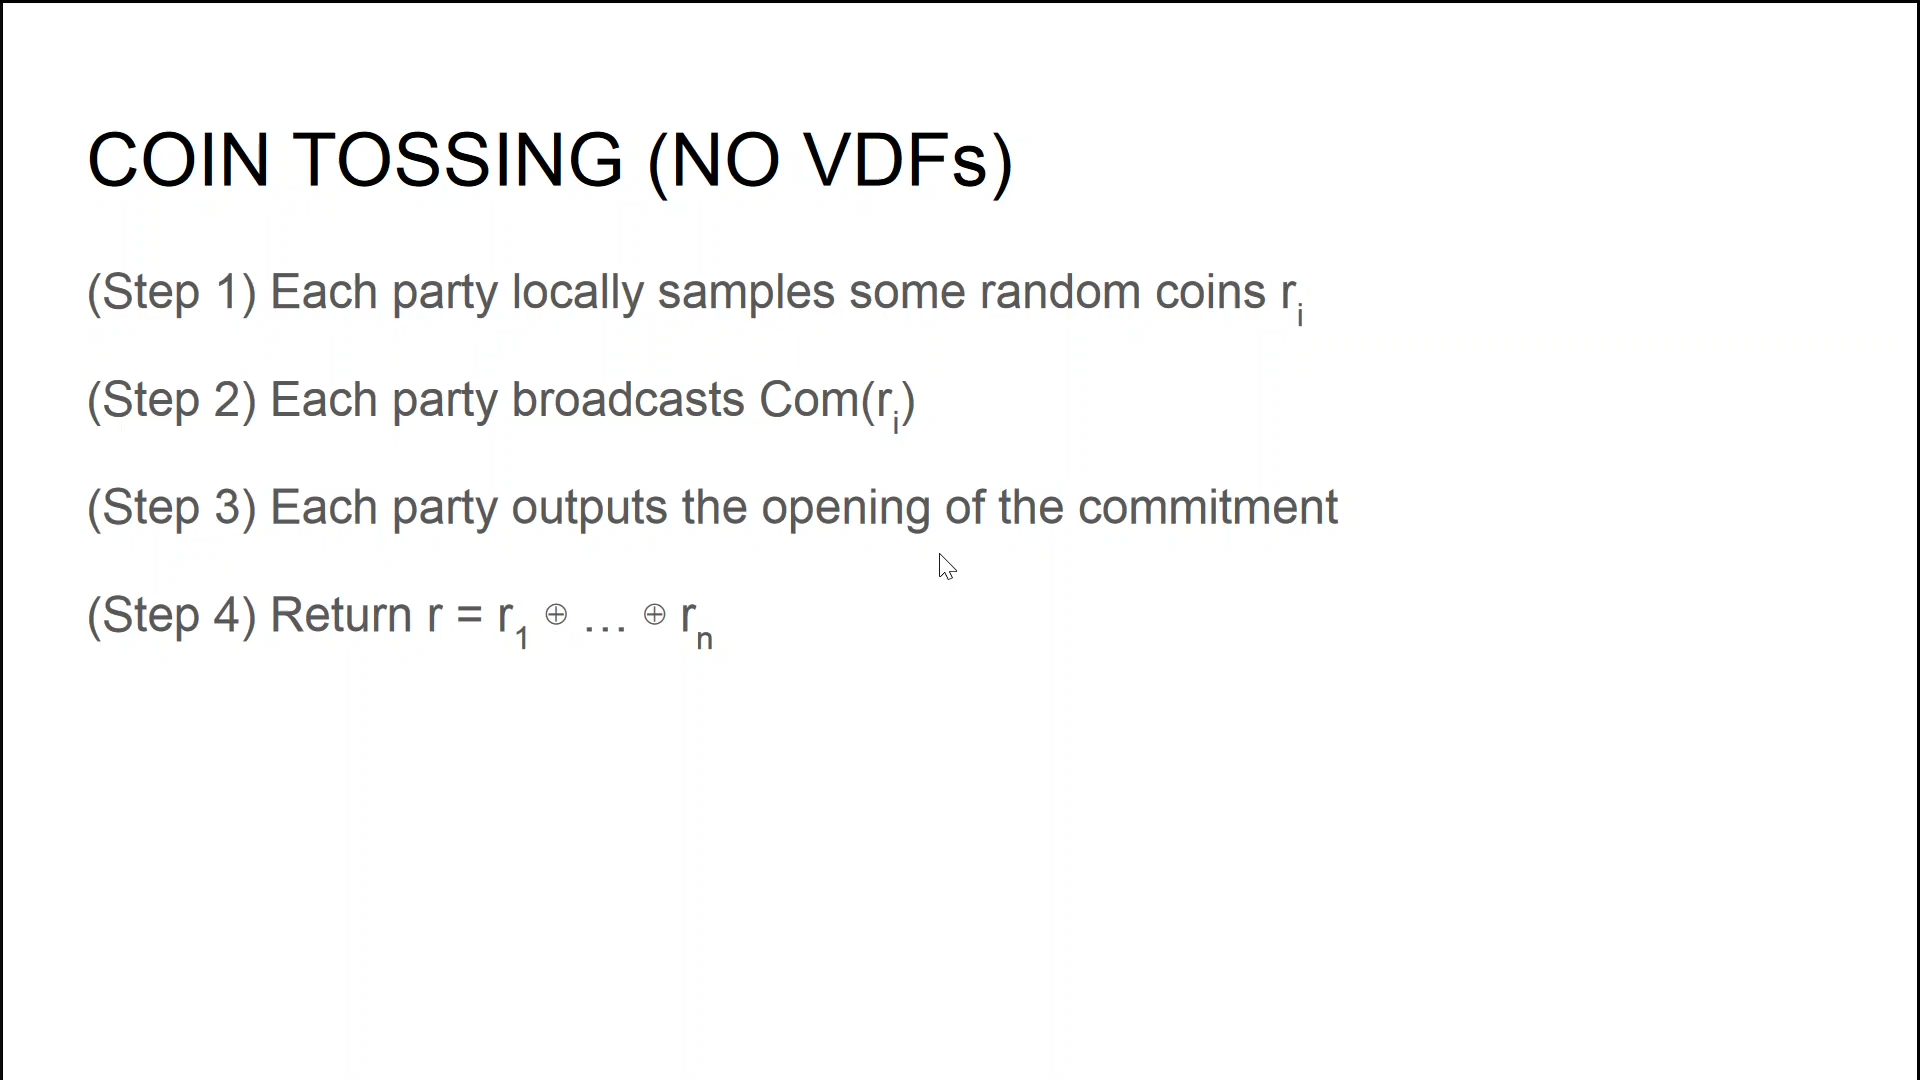 COIN TOSSING (NO VDFs)
(Step 1) Each party locally samples some random coins rᵢ
(Step 2) Each party broadcasts Com(rᵢ)
(Step 3) Each party outputs the opening of the commitment
(Step 4) Return r = r₁ ⊕ … ⊕ rₙ